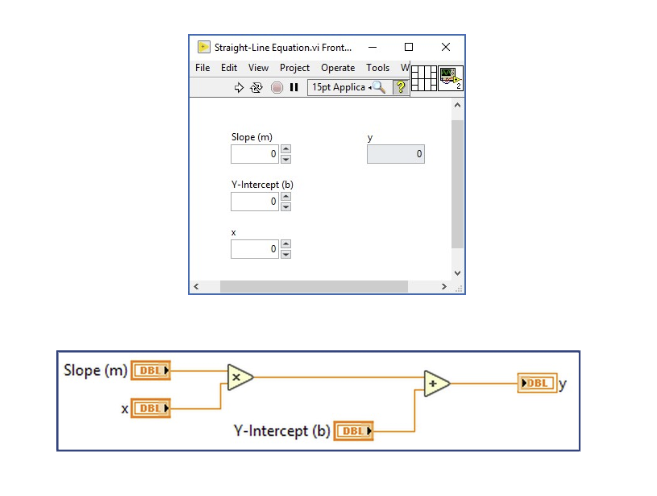 Straight-Line Equation.vi Front...
File Edit View Project Operate Tools W
15pt Applica
2
Slope (m)
y
0
0
Y-Intercept (b)
0
x
0
Slope (m) DBL
x DBL
×
+
DBL y
Y-Intercept (b) DBL